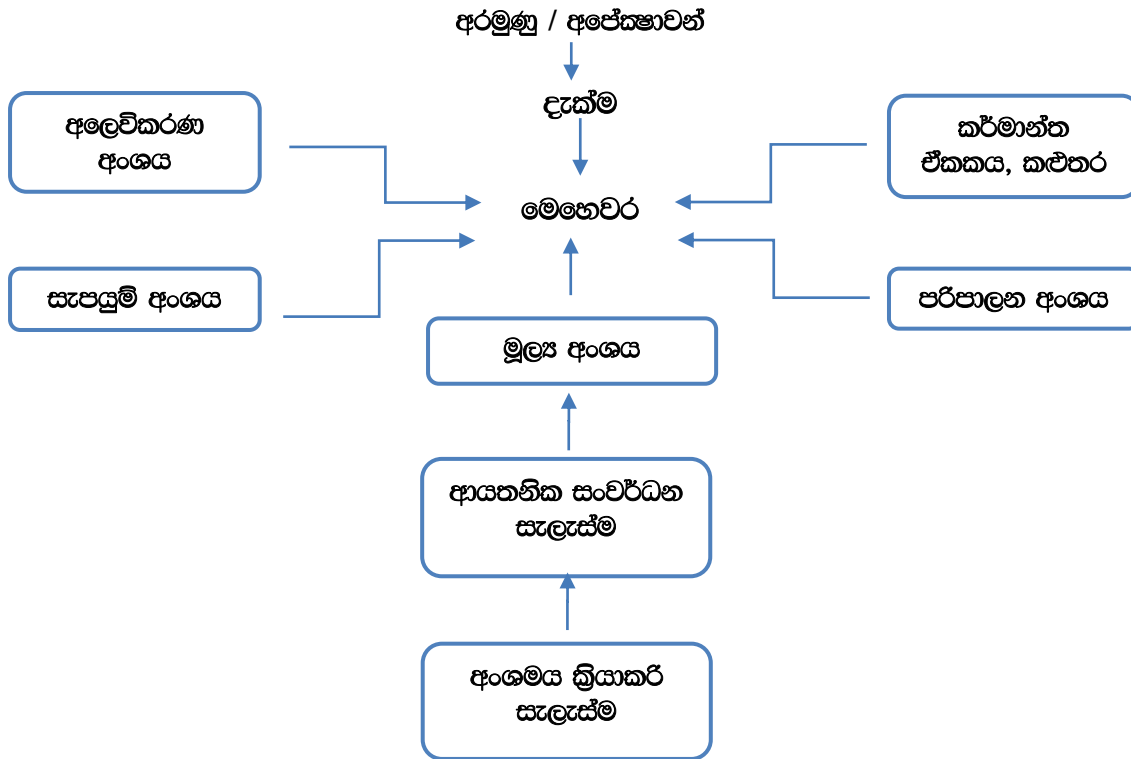 අරමුණු / අපේක්‍ෂාවන්
දැක්ම
අලෙවිකරණ
අංශය
කර්මාන්ත
ඒකකය, කළුතර
මෙහෙවර
සැපයුම් අංශය
පරිපාලන අංශය
මූල්‍ය අංශය
ආයතනික සංවර්ධන
සැලැස්ම
අංශමය ක්‍රියාකරි
සැලැස්ම